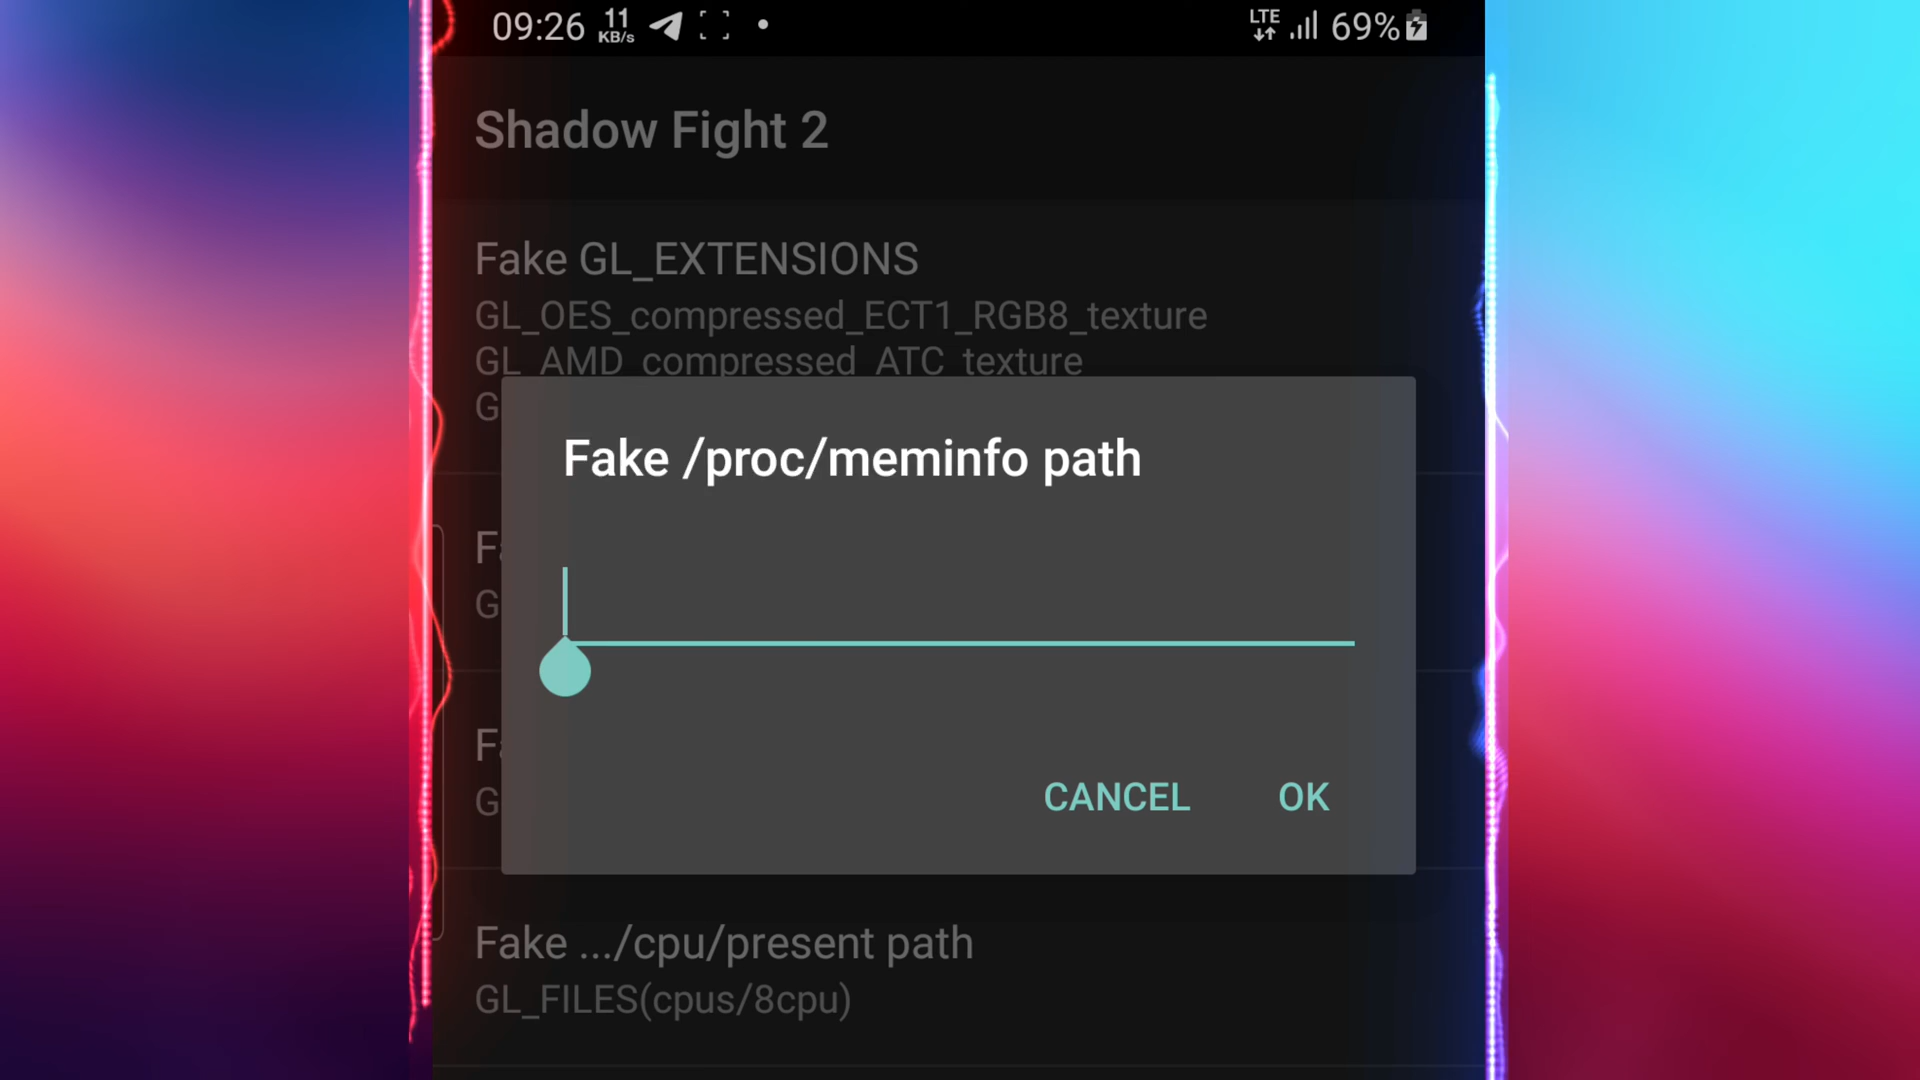 09:26 11 KB/s LTE 69%
Shadow Fight 2
Fake GL_EXTENSIONS
GL_OES_compressed_ECT1_RGB8_texture
GL_AMD_compressed_ATC_texture
G
Fake /proc/meminfo path
F
G
F
G
CANCEL OK
Fake .../cpu/present path
GL_FILES(cpus/8cpu)